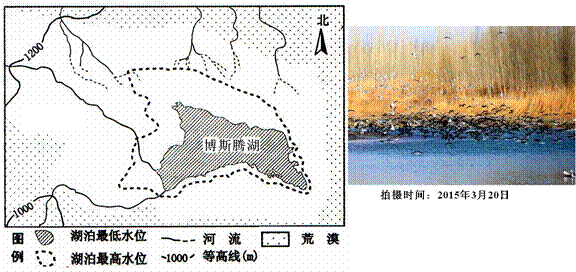 北
1200
博斯腾湖
拍摄时间：2015年3月20日
1000
图例
湖泊最低水位 河流 荒漠
湖泊最高水位 1000 等高线(m)